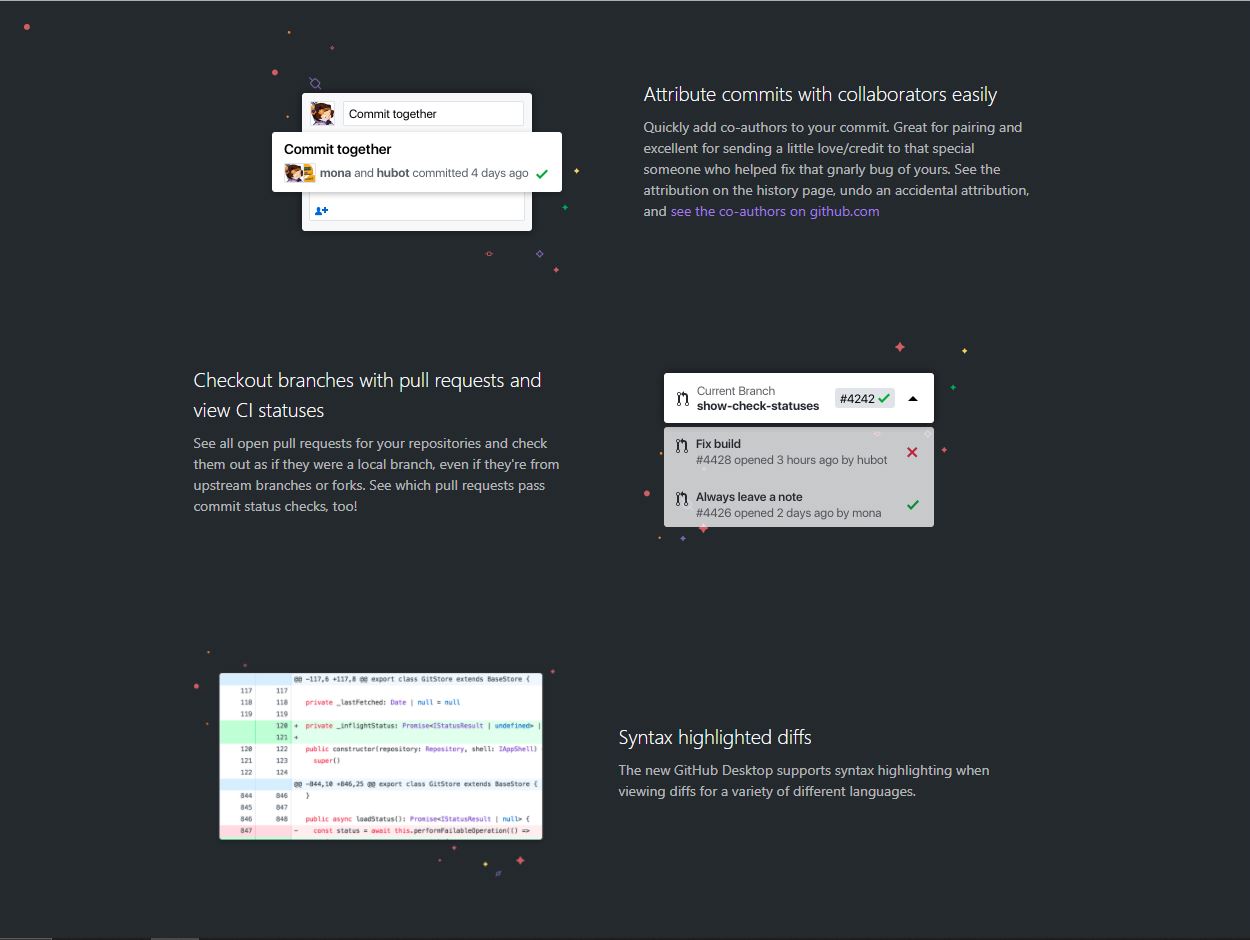 Commit together
Commit together
mona and hubot committed 4 days ago
Attribute commits with collaborators easily
Quickly add co-authors to your commit. Great for pairing and
excellent for sending a little love/credit to that special
someone who helped fix that gnarly bug of yours. See the
attribution on the history page, undo an accidental attribution,
and see the co-authors on github.com
Checkout branches with pull requests and
view CI statuses
See all open pull requests for your repositories and check
them out as if they were a local branch, even if they're from
upstream branches or forks. See which pull requests pass
commit status checks, too!
Current Branch
show-check-statuses
#4242
Fix build
#4428 opened 3 hours ago by hubot
Always leave a note
#4426 opened 2 days ago by mona
@@ -117,6 +117,8 @@ export class GitStore extends BaseStore {
117 117
118 118 private _lastFetched: Date | null = null
119 119
120 + private _inflightStatus: Promise<IStatusResult | undefined> |
121 +
120 122 public constructor(repository: Repository, shell: IAppShell)
121 123 super()
122 124
@@ -844,10 +846,25 @@ export class GitStore extends BaseStore {
844 846 }
845 847
846 848 public async loadStatus(): Promise<IStatusResult | null> {
847 - const status = await this.performFailableOperation(() =>
Syntax highlighted diffs
The new GitHub Desktop supports syntax highlighting when
viewing diffs for a variety of different languages.